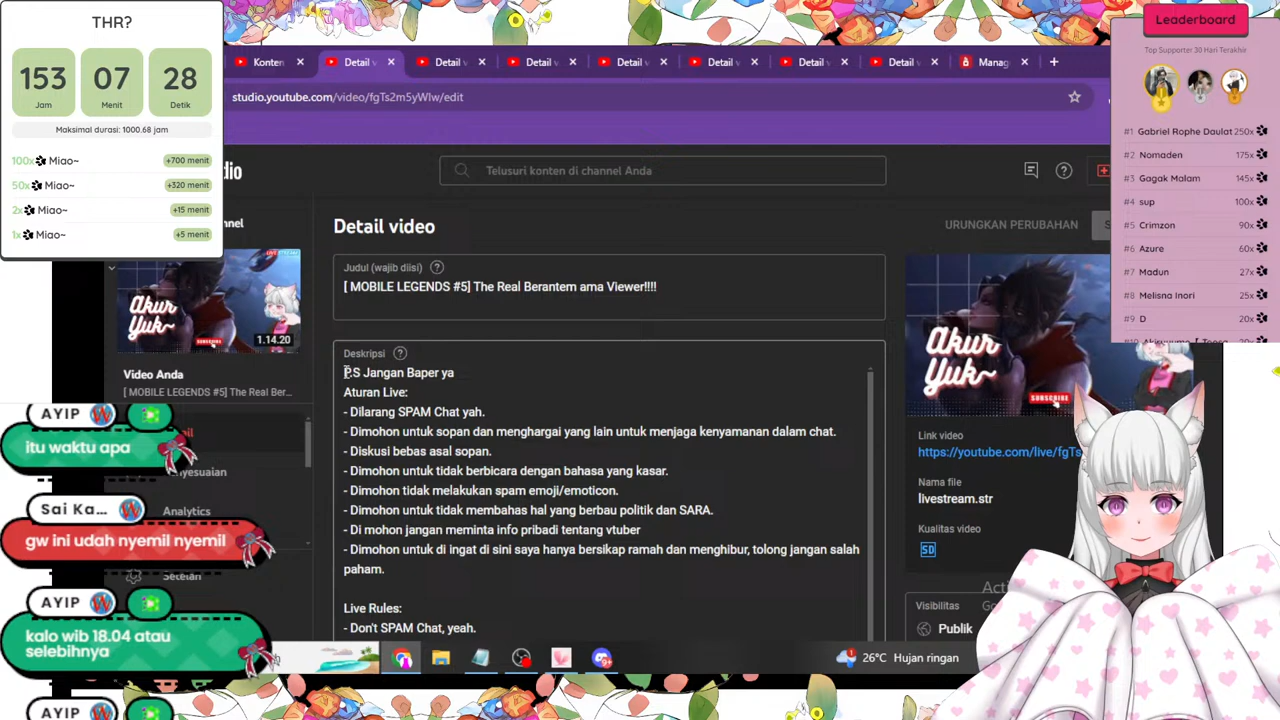 THR?
153 07 28
Jam Menit Detik
Maksimal durasi: 1000.68 jam
100x Miao~ +700 menit
50x Miao~ +320 menit
2x Miao~ +15 menit
1x Miao~ +5 menit
Konten
Detail v
Detail v
Detail v
Detail v
Detail v
Detail v
Detail v
Manag
studio.youtube.com/video/fgTs2m5yWIw/edit
dio
Telusuri konten di channel Anda
nnel
Detail video
URUNGKAN PERUBAHAN
S
Judul (wajib diisi)
[ MOBILE LEGENDS #5] The Real Berantem ama Viewer!!!!
Deskripsi
P.S Jangan Baper ya
Aturan Live:
- Dilarang SPAM Chat yah.
- Dimohon untuk sopan dan menghargai yang lain untuk menjaga kenyamanan dalam chat.
- Diskusi bebas asal sopan.
- Dimohon untuk tidak berbicara dengan bahasa yang kasar.
- Dimohon tidak melakukan spam emoji/emoticon.
- Dimohon untuk tidak membahas hal yang berbau politik dan SARA.
- Di mohon jangan meminta info pribadi tentang vtuber
- Dimohon untuk di ingat di sini saya hanya bersikap ramah dan menghibur, tolong jangan salah
paham.
Live Rules:
- Don't SPAM Chat, yeah.
Akur
Yuk~
SUBSCRIBE
1.14.20
Video Anda
[ MOBILE LEGENDS #5] The Real Ber...
il
nyesuaian
Analytics
Setelan
AYIP
itu waktu apa
Sai Ka...
gw ini udah nyemil nyemil
AYIP
kalo wib 18.04 atau
selebihnya
AYIP
Akur
Yuk~
SUBSCRIBE
Link video
https://youtube.com/live/fgTs
Nama file
livestream.str
Kualitas video
SD
Acti
Go
Visibilitas
Publik
26°C Hujan ringan
Leaderboard
Top Supporter 30 Hari Terakhir
#1 Gabriel Rophe Daulat 250x
#2 Nomaden 175x
#3 Gagak Malam 145x
#4 sup 100x
#5 Crimzon 90x
#6 Azure 60x
#7 Madun 27x
#8 Melisna Inori 25x
#9 D 20x